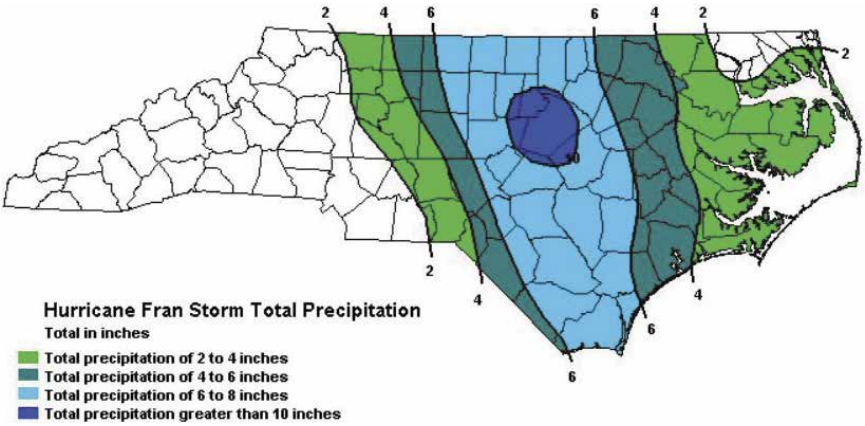 2 4 6 6 4 2
2
10
2
4 4
6
6
Hurricane Fran Storm Total Precipitation
Total in inches
Total precipitation of 2 to 4 inches
Total precipitation of 4 to 6 inches
Total precipitation of 6 to 8 inches
Total precipitation greater than 10 inches